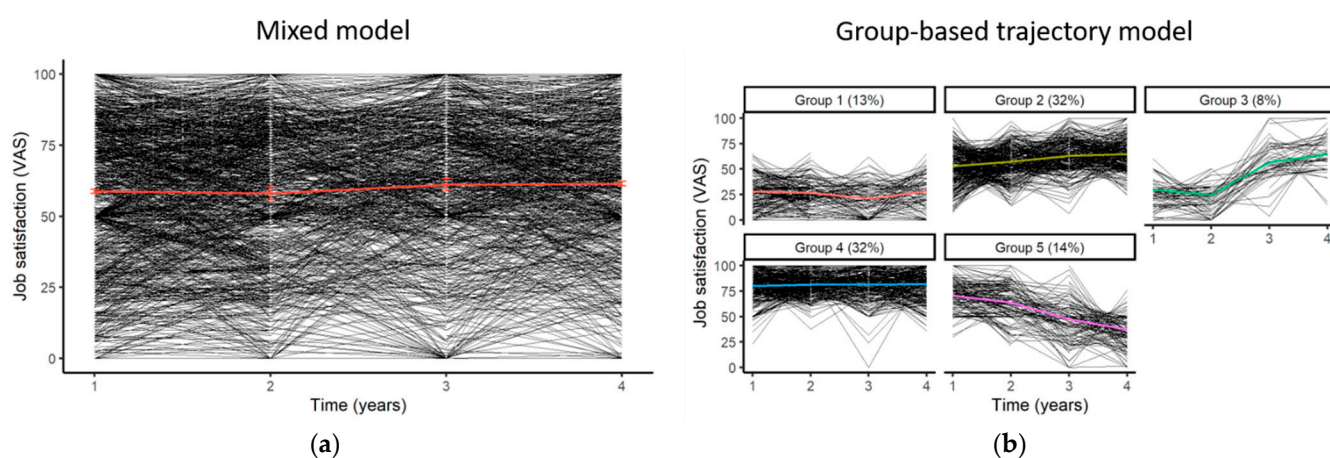 Mixed model
Job satisfaction (VAS)
100
75
50
25
0
1 2 3 4
Time (years)
(a)
Group-based trajectory model
Job satisfaction (VAS)
Group 1 (13%) Group 2 (32%) Group 3 (8%)
100
75
50
25
0
1 2 3 4
Group 4 (32%) Group 5 (14%)
100
75
50
25
0
1 2 3 4 1 2 3 4
Time (years)
(b)